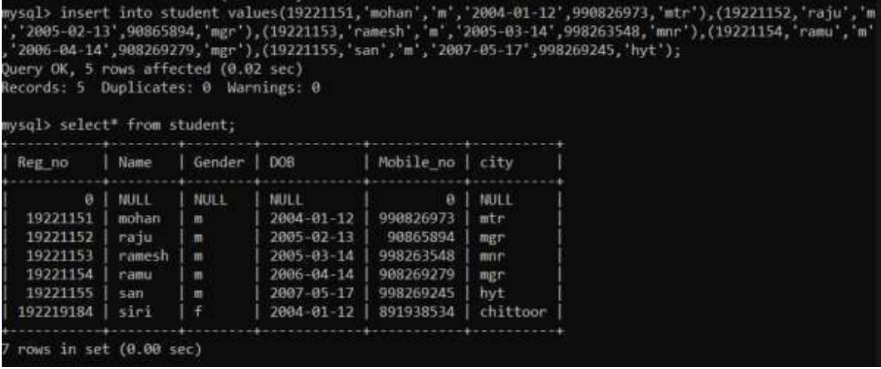 mysql> insert into student values(19221151,'mohan','m','2004-01-12',990826973,'mtr'),(19221152,'raju','m
','2005-02-13',90865894,'mgr'),(19221153,'ramesh','m','2005-03-14',998263548,'mnr'),(19221154,'ramu','m'
,'2006-04-14',908269279,'mgr'),(19221155,'san','m','2007-05-17',998269245,'hyt');
Query OK, 5 rows affected (0.02 sec)
Records: 5  Duplicates: 0  Warnings: 0
mysql> select* from student;
+-----------+--------+--------+------------+-----------+----------+
| Reg_no    | Name   | Gender | DOB        | Mobile_no | city     |
+-----------+--------+--------+------------+-----------+----------+
|         0 | NULL   | NULL   | NULL       |         0 | NULL     |
|  19221151 | mohan  | m      | 2004-01-12 | 990826973 | mtr      |
|  19221152 | raju   | m      | 2005-02-13 |  90865894 | mgr      |
|  19221153 | ramesh | m      | 2005-03-14 | 998263548 | mnr      |
|  19221154 | ramu   | m      | 2006-04-14 | 908269279 | mgr      |
|  19221155 | san    | m      | 2007-05-17 | 998269245 | hyt      |
| 192219184 | siri   | f      | 2004-01-12 | 891938534 | chittoor |
+-----------+--------+--------+------------+-----------+----------+
7 rows in set (0.00 sec)